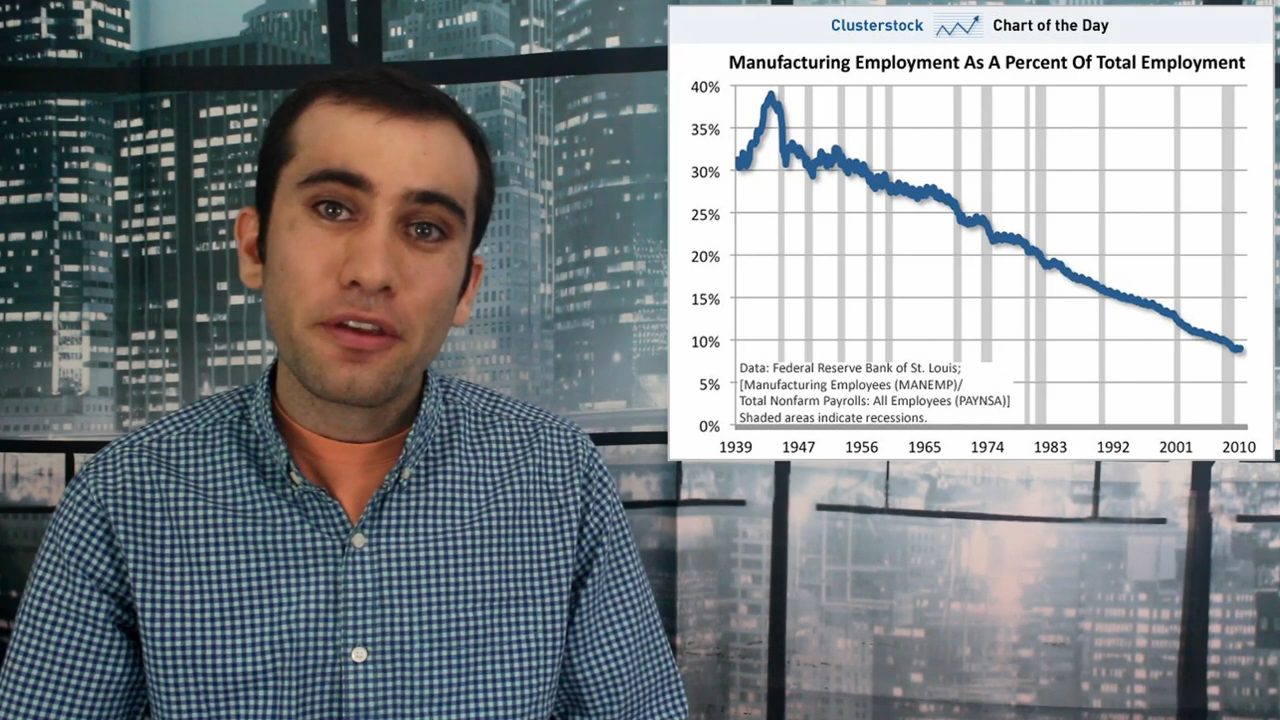 Clusterstock Chart of the Day
Manufacturing Employment As A Percent Of Total Employment
40%
35%
30%
25%
20%
15%
10%
5%
0%
Data: Federal Reserve Bank of St. Louis;
[Manufacturing Employees (MANEMP)/
Total Nonfarm Payrolls: All Employees (PAYNSA)]
Shaded areas indicate recessions.
1939 1947 1956 1965 1974 1983 1992 2001 2010